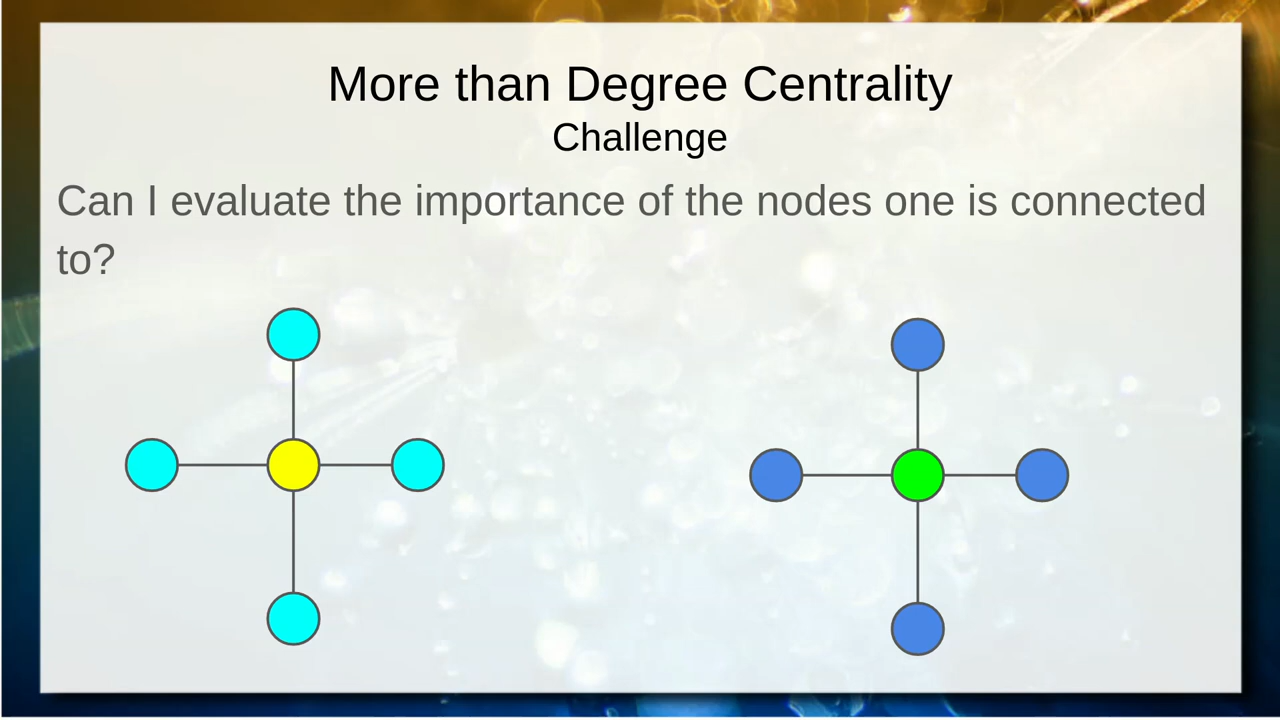 More than Degree Centrality
Challenge
Can I evaluate the importance of the nodes one is connected
to?